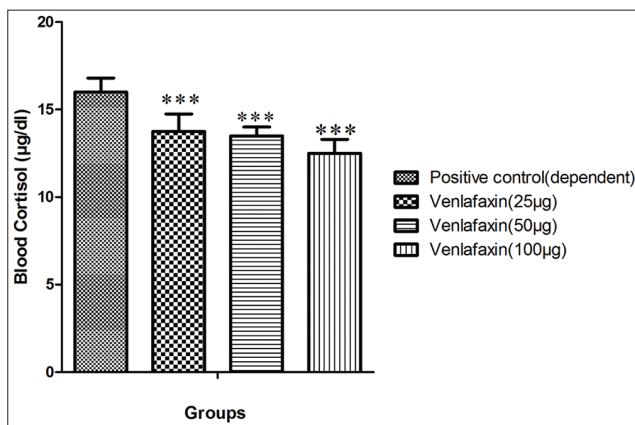 20
15
10
5
0
Blood Cortisol (µg/dl)
***
***
***
Groups
Positive control(dependent)
Venlafaxin(25µg)
Venlafaxin(50µg)
Venlafaxin(100µg)